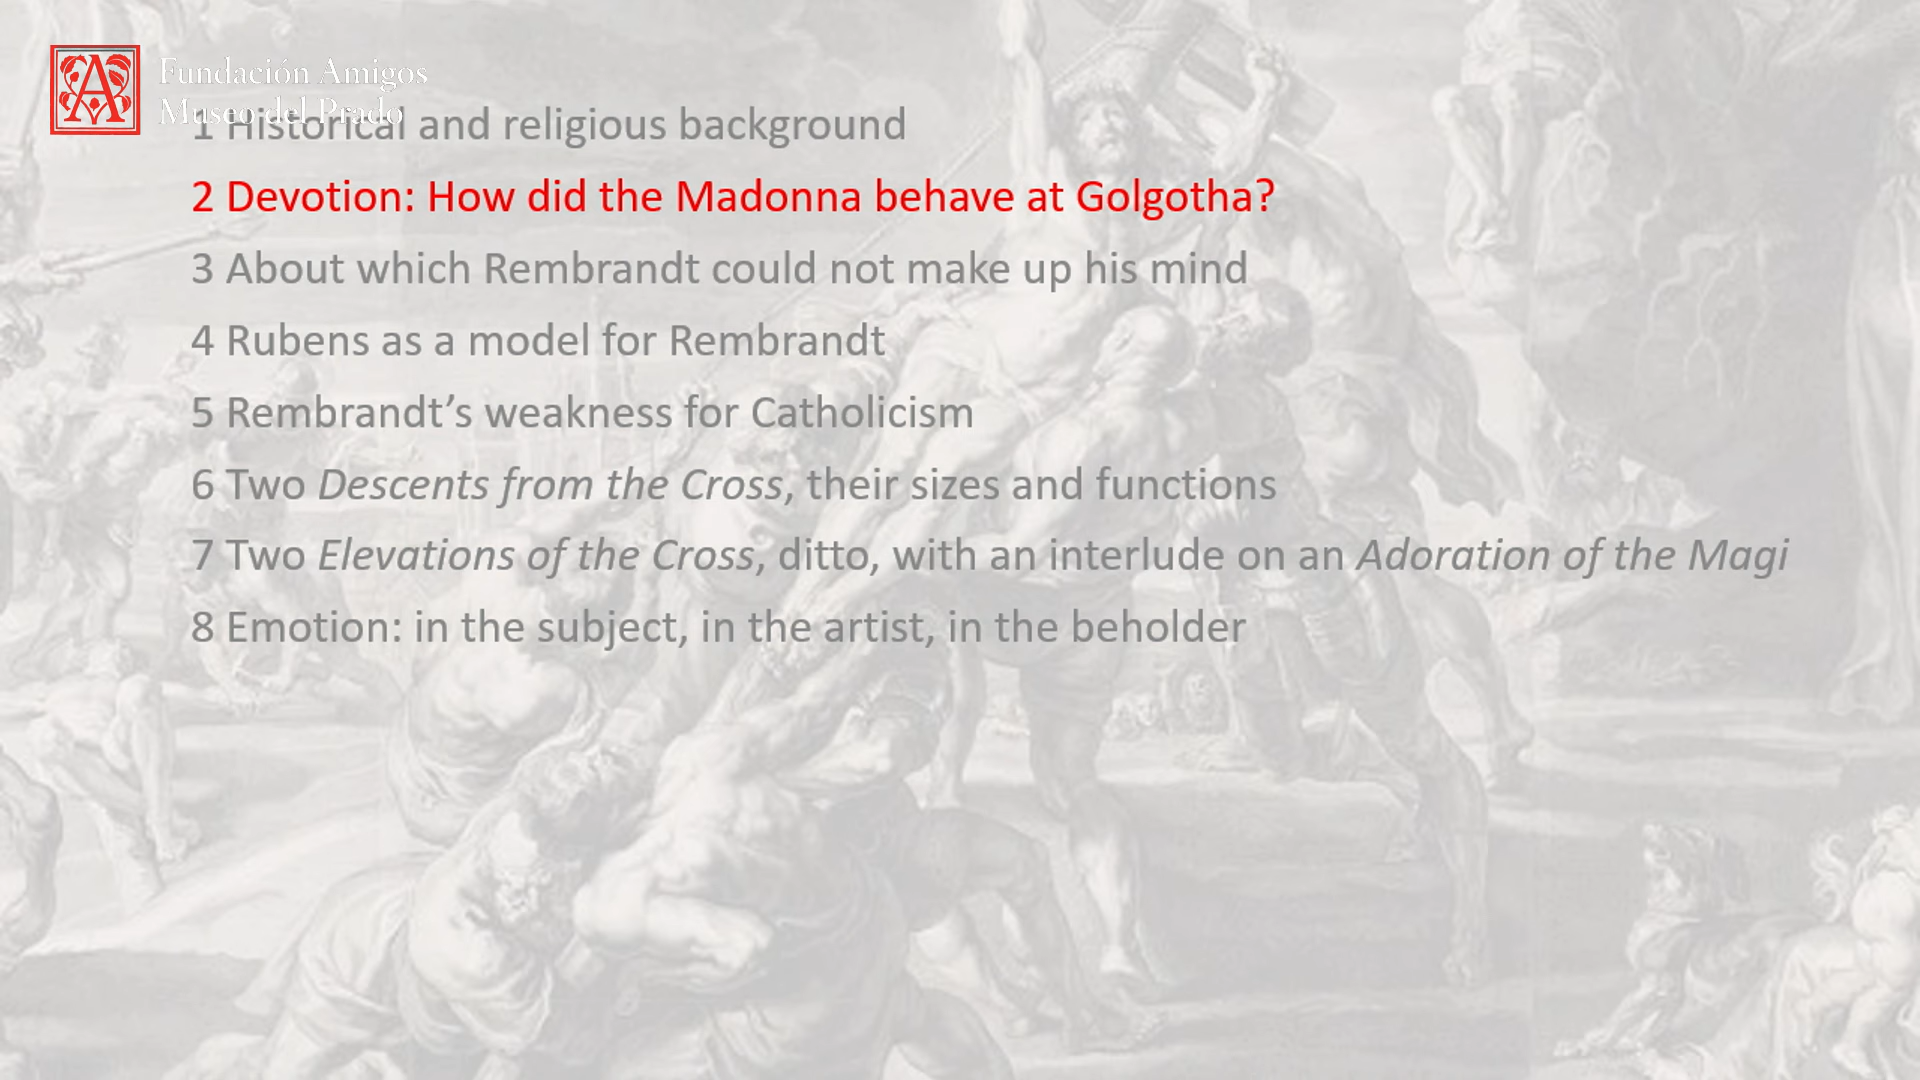 Fundación Amigos
Museo del Prado
1 Historical and religious background
2 Devotion: How did the Madonna behave at Golgotha?
3 About which Rembrandt could not make up his mind
4 Rubens as a model for Rembrandt
5 Rembrandt’s weakness for Catholicism
6 Two Descents from the Cross, their sizes and functions
7 Two Elevations of the Cross, ditto, with an interlude on an Adoration of the Magi
8 Emotion: in the subject, in the artist, in the beholder